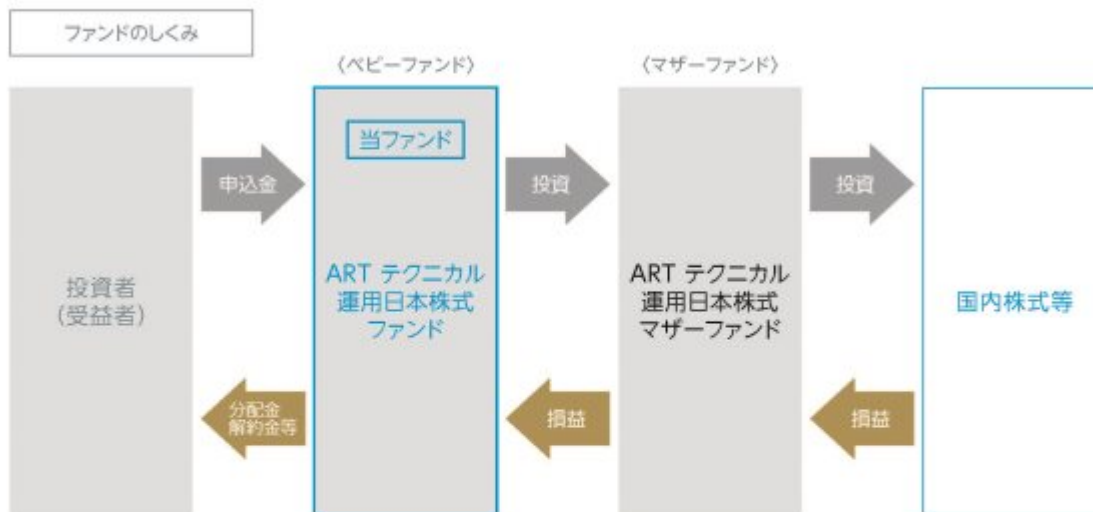 ファンドのしくみ
〈ベビーファンド〉
〈マザーファンド〉
当ファンド
申込金
投資
投資
投資者
(受益者)
ART テクニカル
運用日本株式
ファンド
ART テクニカル
運用日本株式
マザーファンド
国内株式等
分配金
解約金等
損益
損益